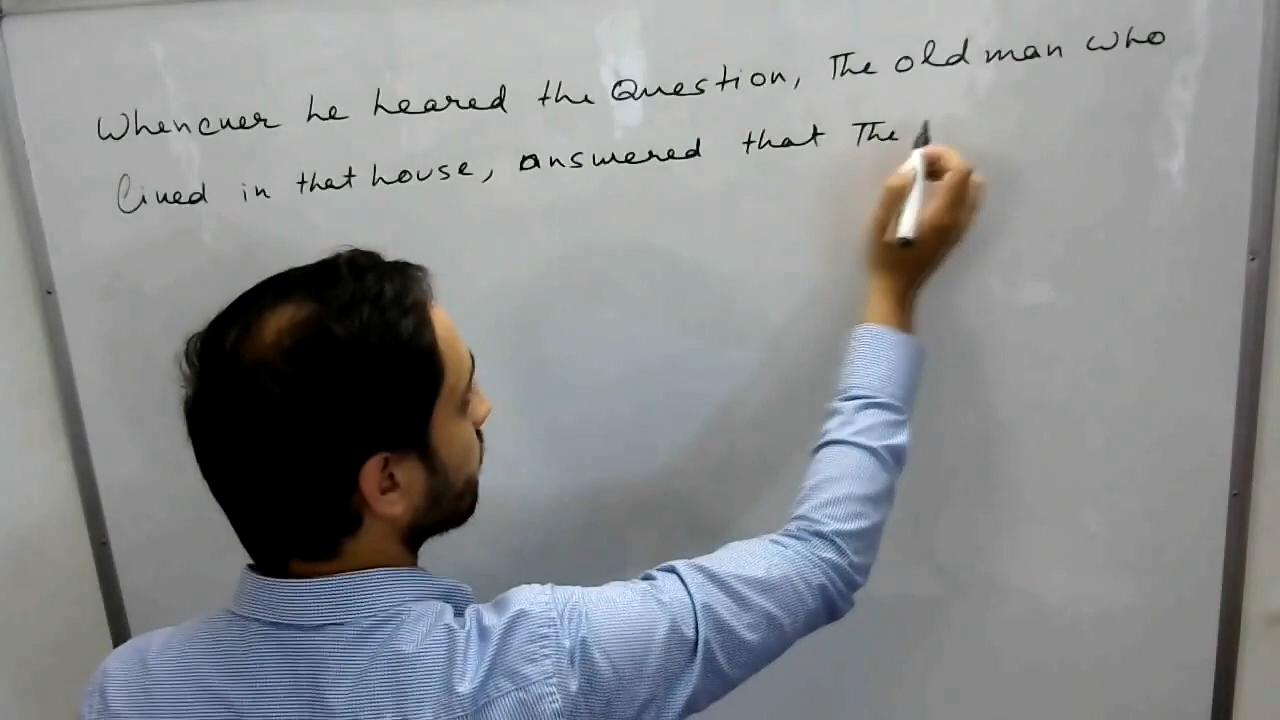 Whenever he heared the Question, The old man who
lived in that house, answered that The